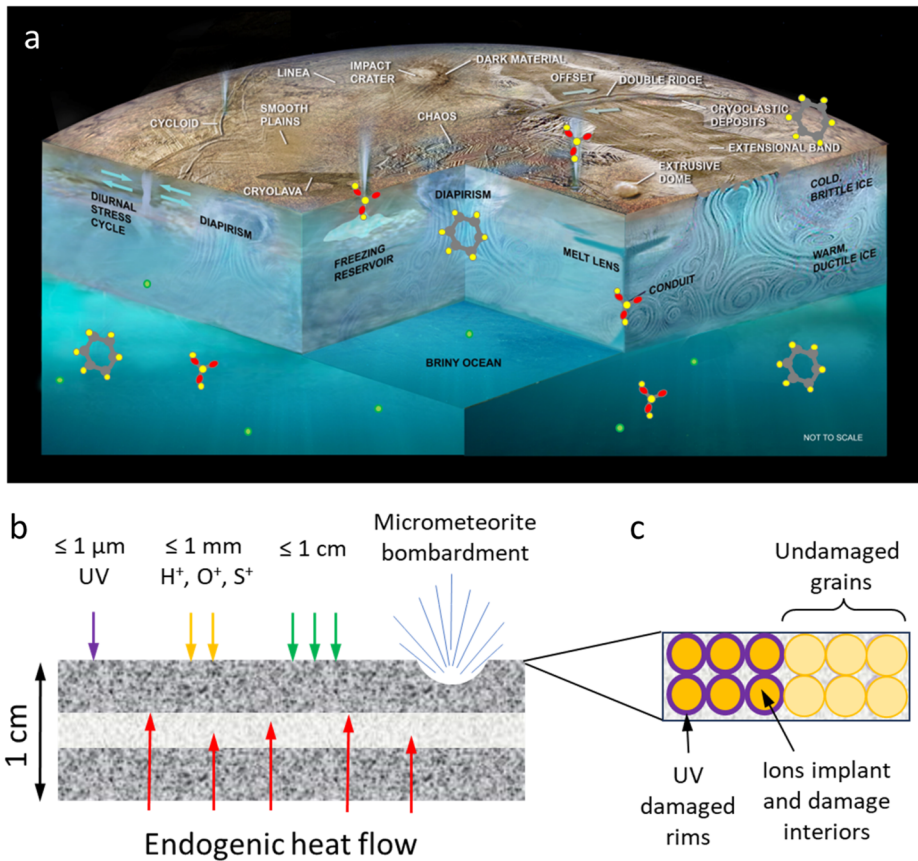 a
LINEA
IMPACT
CRATER
DARK MATERIAL
OFFSET
DOUBLE RIDGE
CYCLOID
SMOOTH
PLAINS
CHAOS
CRYOCLASTIC
DEPOSITS
EXTENSIONAL BAND
CRYOLAVA
EXTRUSIVE
DOME
DIURNAL
STRESS
CYCLE
DIAPIRISM
DIAPIRISM
FREEZING
RESERVOIR
MELT LENS
CONDUIT
COLD,
BRITTLE ICE
WARM,
DUCTILE ICE
BRINY OCEAN
NOT TO SCALE
b
≤ 1 μm
UV
≤ 1 mm
H⁺, O⁺, S⁺
≤ 1 cm
Micrometeorite
bombardment
1 cm
Endogenic heat flow
c
Undamaged
grains
UV
damaged
rims
Ions implant
and damage
interiors